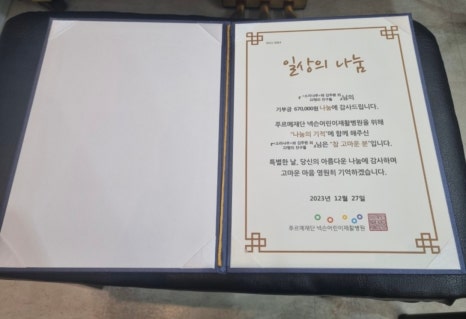 일상의 나눔
님의
기부금 670,000원 나눔에 감사드립니다.
푸르메재단 넥슨어린이재활병원을 위해
"나눔의 기적"에 함께 해주신
님은 "참 고마운 분"입니다.
특별한 날, 당신의 아름다운 나눔에 감사하며
고마운 마음 영원히 기억하겠습니다.
2023년 12월 27일
푸르메재단 넥슨어린이재활병원